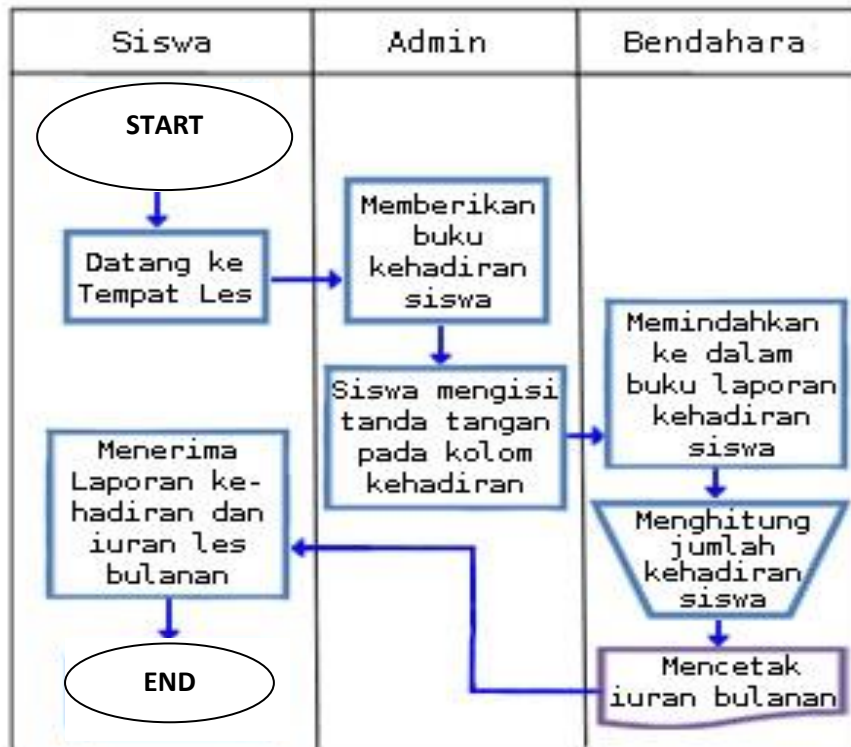 Siswa
Admin
Bendahara
START
Datang ke
Tempat Les
Memberikan
buku
kehadiran
siswa
Siswa mengisi
tanda tangan
pada kolom
kehadiran
Memindahkan
ke dalam
buku laporan
kehadiran
siswa
Menghitung
jumlah
kehadiran
siswa
Mencetak
iuran bulanan
Menerima
Laporan ke-
hadiran dan
iuran les
bulanan
END